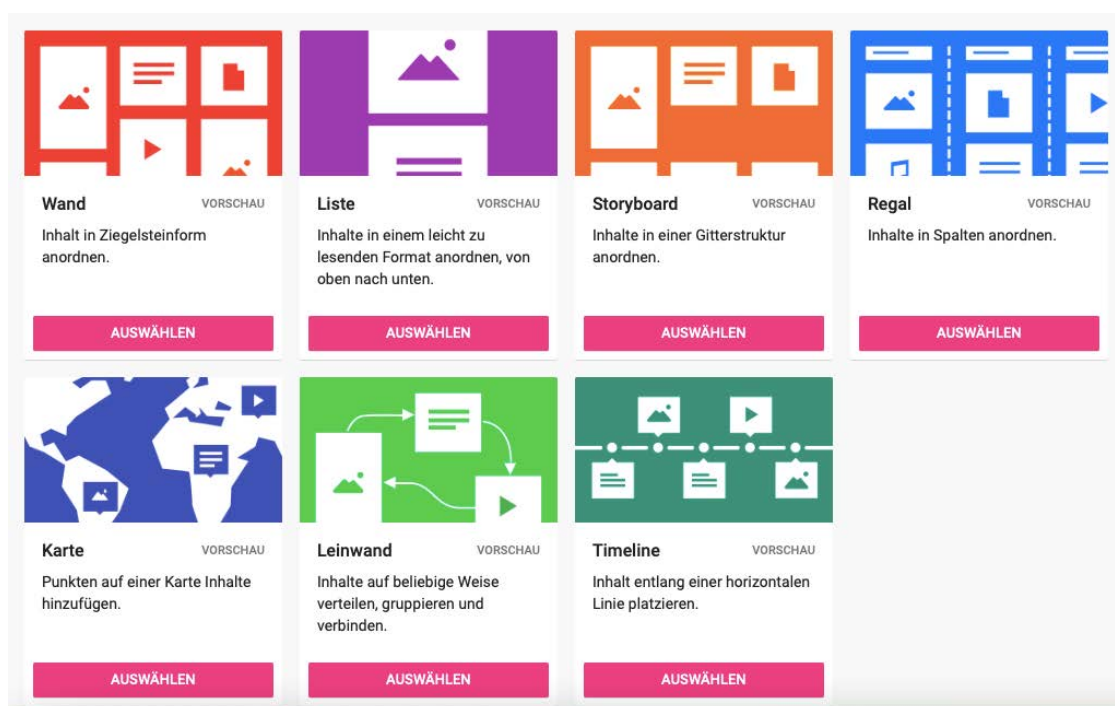 Wand VORSCHAU
Inhalt in Ziegelsteinform
anordnen.
AUSWÄHLEN
Liste VORSCHAU
Inhalte in einem leicht zu
lesenden Format anordnen, von
oben nach unten.
AUSWÄHLEN
Storyboard VORSCHAU
Inhalte in einer Gitterstruktur
anordnen.
AUSWÄHLEN
Regal VORSCHAU
Inhalte in Spalten anordnen.
AUSWÄHLEN
Karte VORSCHAU
Punkten auf einer Karte Inhalte
hinzufügen.
AUSWÄHLEN
Leinwand VORSCHAU
Inhalte auf beliebige Weise
verteilen, gruppieren und
verbinden.
AUSWÄHLEN
Timeline VORSCHAU
Inhalt entlang einer horizontalen
Linie platzieren.
AUSWÄHLEN